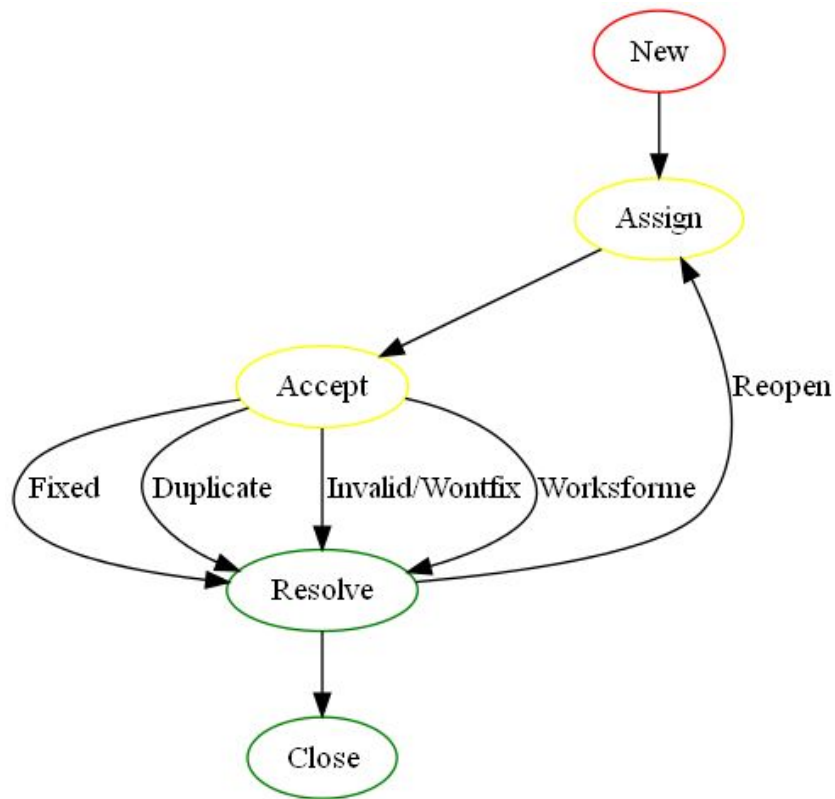 New
Assign
Accept
Reopen
Fixed
Duplicate
Invalid/Wontfix
Worksforme
Resolve
Close